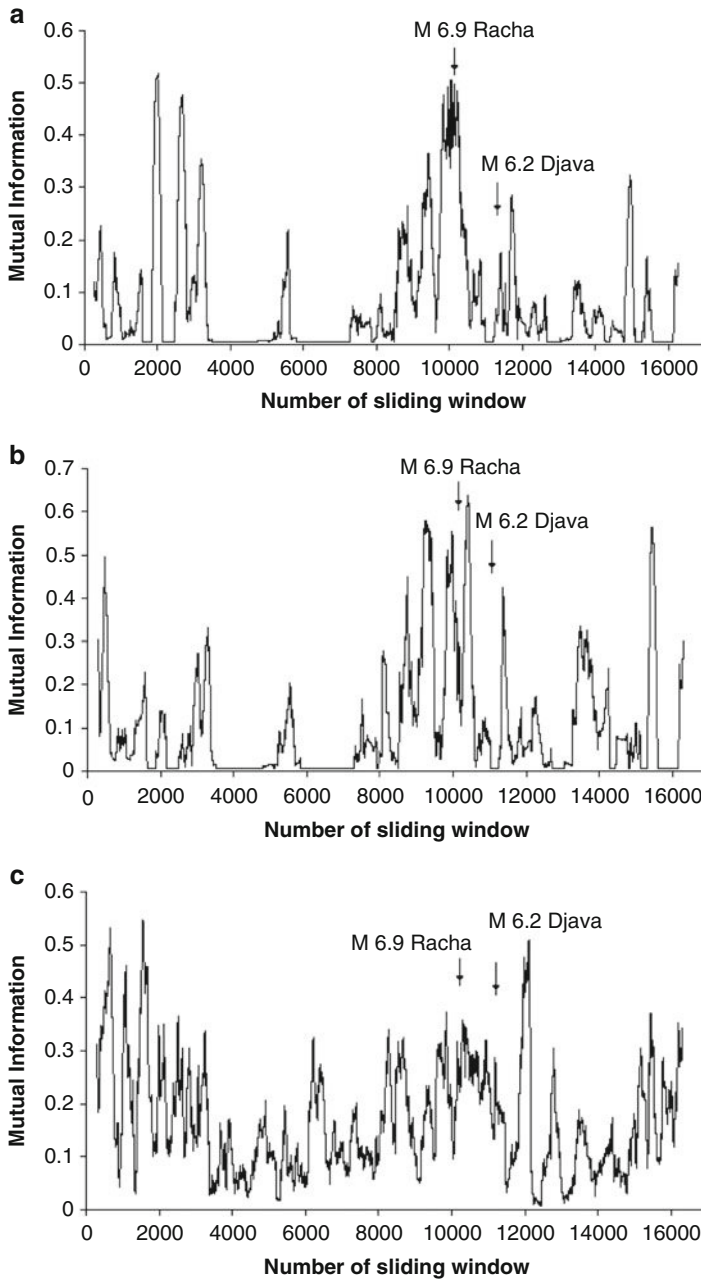 a
0.6
M 6.9 Racha
0.5
0.4
M 6.2 Djava
0.3
0.2
0.1
0
Mutual Information
0 2000 4000 6000 8000 10000 12000 14000 16000
Number of sliding window
b
0.7
M 6.9 Racha
0.6
M 6.2 Djava
0.5
0.4
0.3
0.2
0.1
0
Mutual Information
0 2000 4000 6000 8000 10000 12000 14000 16000
Number of sliding window
c
0.6
M 6.2 Djava
M 6.9 Racha
0.5
0.4
0.3
0.2
0.1
0
Mutual Information
0 2000 4000 6000 8000 10000 12000 14000 16000
Number of sliding window